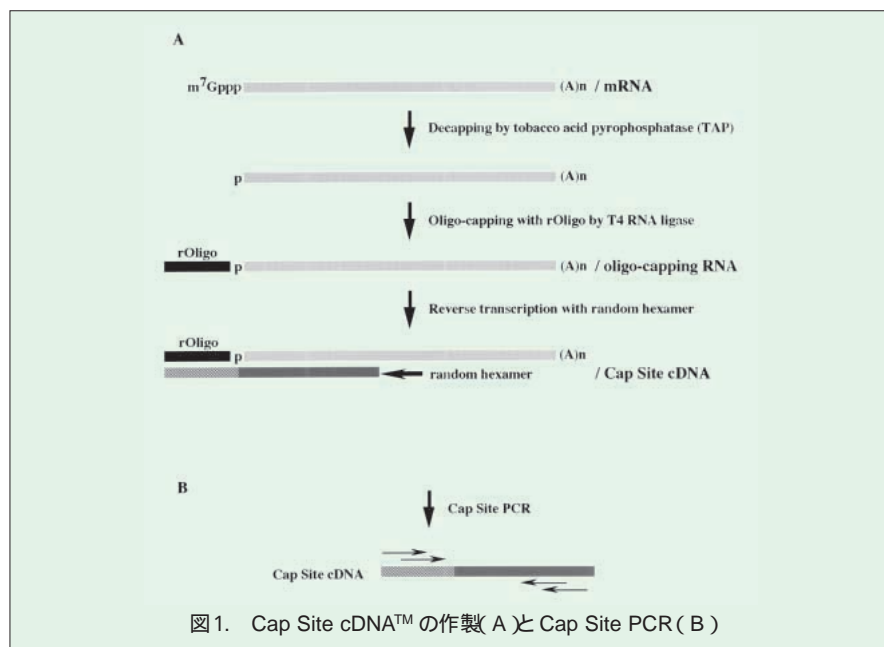 A
m⁷Gppp (A)n / mRNA
Decapping by tobacco acid pyrophosphatase (TAP)
p (A)n
Oligo-capping with rOligo by T4 RNA ligase
rOligo
p (A)n / oligo-capping RNA
Reverse transcription with random hexamer
rOligo
p (A)n
random hexamer / Cap Site cDNA
B
Cap Site PCR
Cap Site cDNA
図1. Cap Site cDNA™ の作製( A )と Cap Site PCR ( B )